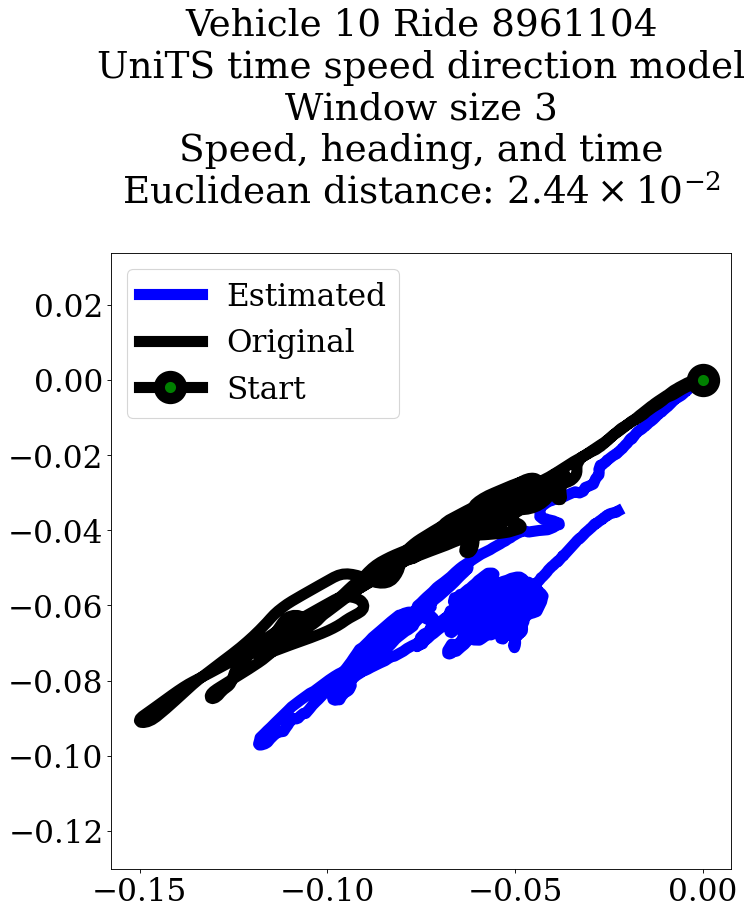 Vehicle 10 Ride 8961104
UniTS time speed direction model
Window size 3
Speed, heading, and time
Euclidean distance: 2.44 × 10⁻²
Estimated
Original
Start
0.02
0.00
−0.02
−0.04
−0.06
−0.08
−0.10
−0.12
−0.15 −0.10 −0.05 0.00